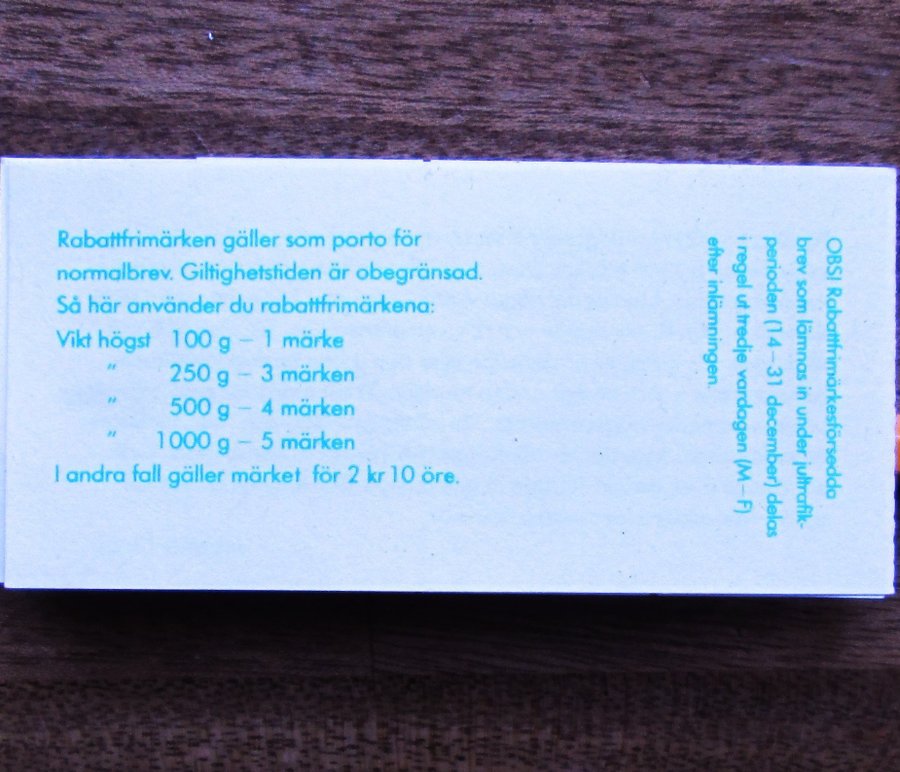 Rabattfrimärken gäller som porto för
normalbrev. Giltighetstiden är obegränsad.
Så här använder du rabattfrimärkena:
Vikt högst 100 g – 1 märke
" 250 g – 3 märken
" 500 g – 4 märken
" 1000 g – 5 märken
I andra fall gäller märket för 2 kr 10 öre.
OBS! Rabattfrimärkesförsedda
brev som lämnas in under jultrafik-
perioden (14–31 december) delas
i regel ut tredje vardagen (M–F)
efter inlämningen.